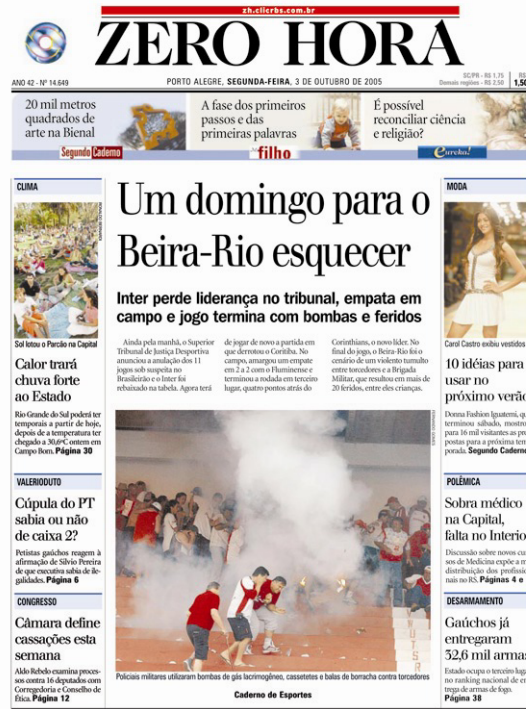 zh.clicrbs.com.br
ZERO HORA
ANO 42 - Nº 14.649
PORTO ALEGRE, SEGUNDA-FEIRA, 3 DE OUTUBRO DE 2005
SC/PR - R$ 1,75
Demais regiões - R$ 2,50
R$
1,50
20 mil metros
quadrados de
arte na Bienal
Segundo Caderno
A fase dos primeiros
passos e das
primeiras palavras
filho
É possível
reconciliar ciência
e religião?
Eureka!
CLIMA
RONALDO BERNARDI
Sol lotou o Parcão na Capital
Calor trará
chuva forte
ao Estado
Rio Grande do Sul poderá ter
temporais a partir de hoje,
depois de a temperatura ter
chegado a 30,6ºC ontem em
Campo Bom. Página 30
VALERIODUTO
Cúpula do PT
sabia ou não
de caixa 2?
Petistas gaúchos reagem à
afirmação de Silvio Pereira
de que executiva sabia de ile-
galidades. Página 6
CONGRESSO
Câmara define
cassações esta
semana
Aldo Rebelo examina proces-
sos contra 16 deputados com
Corregedoria e Conselho de
Ética. Página 12
Um domingo para o
Beira-Rio esquecer
Inter perde liderança no tribunal, empata em
campo e jogo termina com bombas e feridos
Ainda pela manhã, o Superior
Tribunal de Justiça Desportiva
anunciou a anulação dos 11
jogos sob suspeita no
Brasileirão e o Inter foi
rebaixado na tabela. Agora terá
de jogar de novo a partida em
que derrotou o Coritiba. No
campo, amargou um empate
em 2 a 2 com o Fluminense e
terminou a rodada em terceiro
lugar, quatro pontos atrás do
Corinthians, o novo líder. No
final do jogo, o Beira-Rio foi o
cenário de um violento tumulto
entre torcedores e a Brigada
Militar, que resultou em mais de
20 feridos, entre eles crianças.
Policiais militares utilizaram bombas de gás lacrimogêneo, cassetetes e balas de borracha contra torcedores
Caderno de Esportes
MODA
Carol Castro exibiu vestidos
10 idéias para
usar no
próximo verão
Donna Fashion Iguatemi, qu
terminou sábado, mostro
para 16 mil visitantes as pro
postas para a próxima tem
porada. Segundo Caderno
POLÊMICA
Sobra médico
na Capital,
falta no Interio
Discussão sobre novos cur
sos de Medicina expõe a m
distribuição dos profissio
nais no RS. Páginas 4 e
DESARMAMENTO
Gaúchos já
entregaram
32,6 mil armas
Estado ocupa o terceiro luga
no ranking nacional de en
trega de armas de fogo.
Página 38